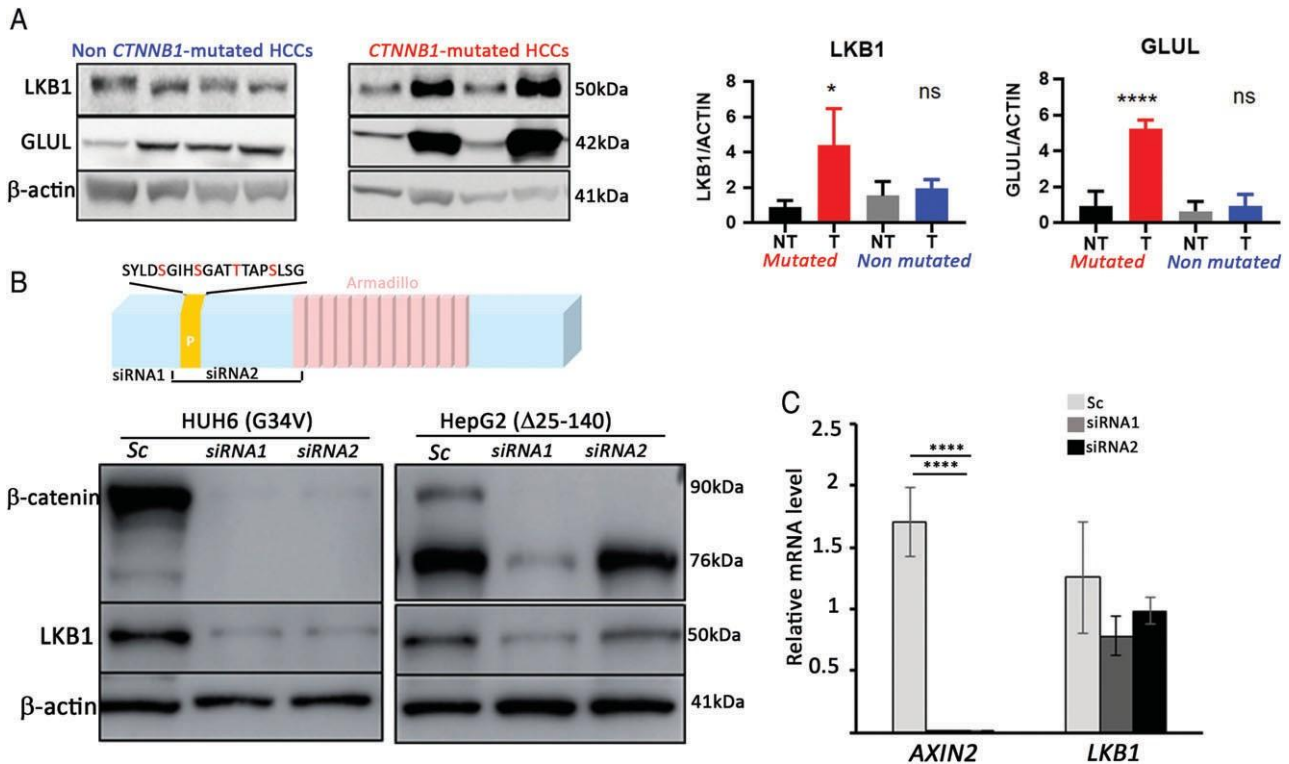 A
Non CTNNB1-mutated HCCs
CTNNB1-mutated HCCs
LKB1
50kDa
GLUL
42kDa
β-actin
41kDa
LKB1
LKB1/ACTIN
8
6
4
2
0
*
ns
NT T NT T
Mutated Non mutated
GLUL
GLUL/ACTIN
8
6
4
2
0
****
ns
NT T NT T
Mutated Non mutated
B
SYLDSGIHSGATTTAPSLSG
Armadillo
P
siRNA1 siRNA2
HUH6 (G34V)
Sc siRNA1 siRNA2
HepG2 (Δ25-140)
Sc siRNA1 siRNA2
β-catenin
90kDa
76kDa
LKB1
50kDa
β-actin
41kDa
C
Sc
siRNA1
siRNA2
Relative mRNA level
2.5
2
1.5
1
0.5
****
****
AXIN2 LKB1